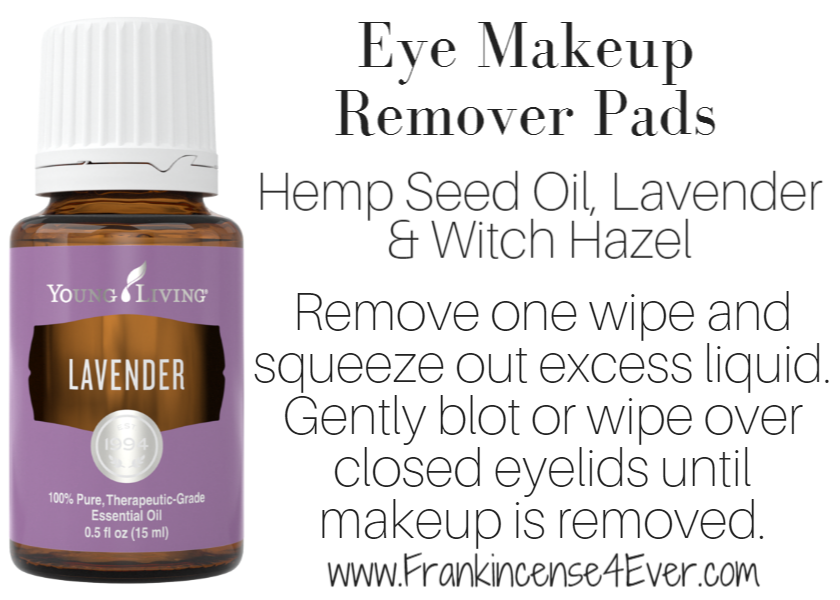 Eye Makeup
Remover Pads
Hemp Seed Oil, Lavender
& Witch Hazel
Remove one wipe and
squeeze out excess liquid.
Gently blot or wipe over
closed eyelids until
makeup is removed.
www.Frankincense4Ever.com
YOUNG LIVING®
LAVENDER
EST
1994
100% Pure, Therapeutic-Grade
Essential Oil
0.5 fl oz (15 ml)